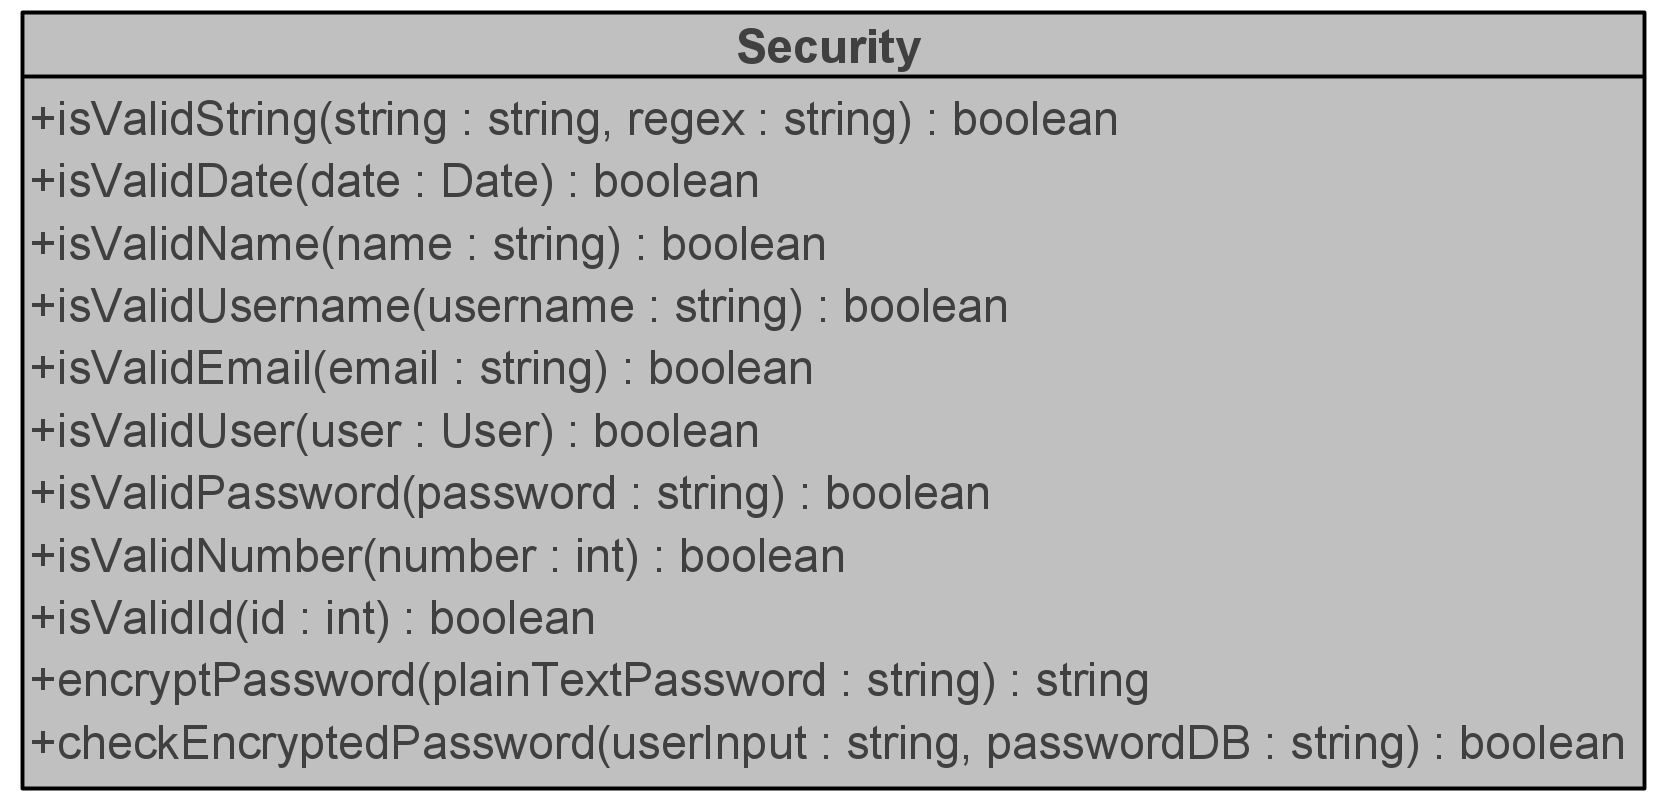 Security
+isValidString(string : string, regex : string) : boolean
+isValidDate(date : Date) : boolean
+isValidName(name : string) : boolean
+isValidUsername(username : string) : boolean
+isValidEmail(email : string) : boolean
+isValidUser(user : User) : boolean
+isValidPassword(password : string) : boolean
+isValidNumber(number : int) : boolean
+isValidId(id : int) : boolean
+encryptPassword(plainTextPassword : string) : string
+checkEncryptedPassword(userInput : string, passwordDB : string) : boolean